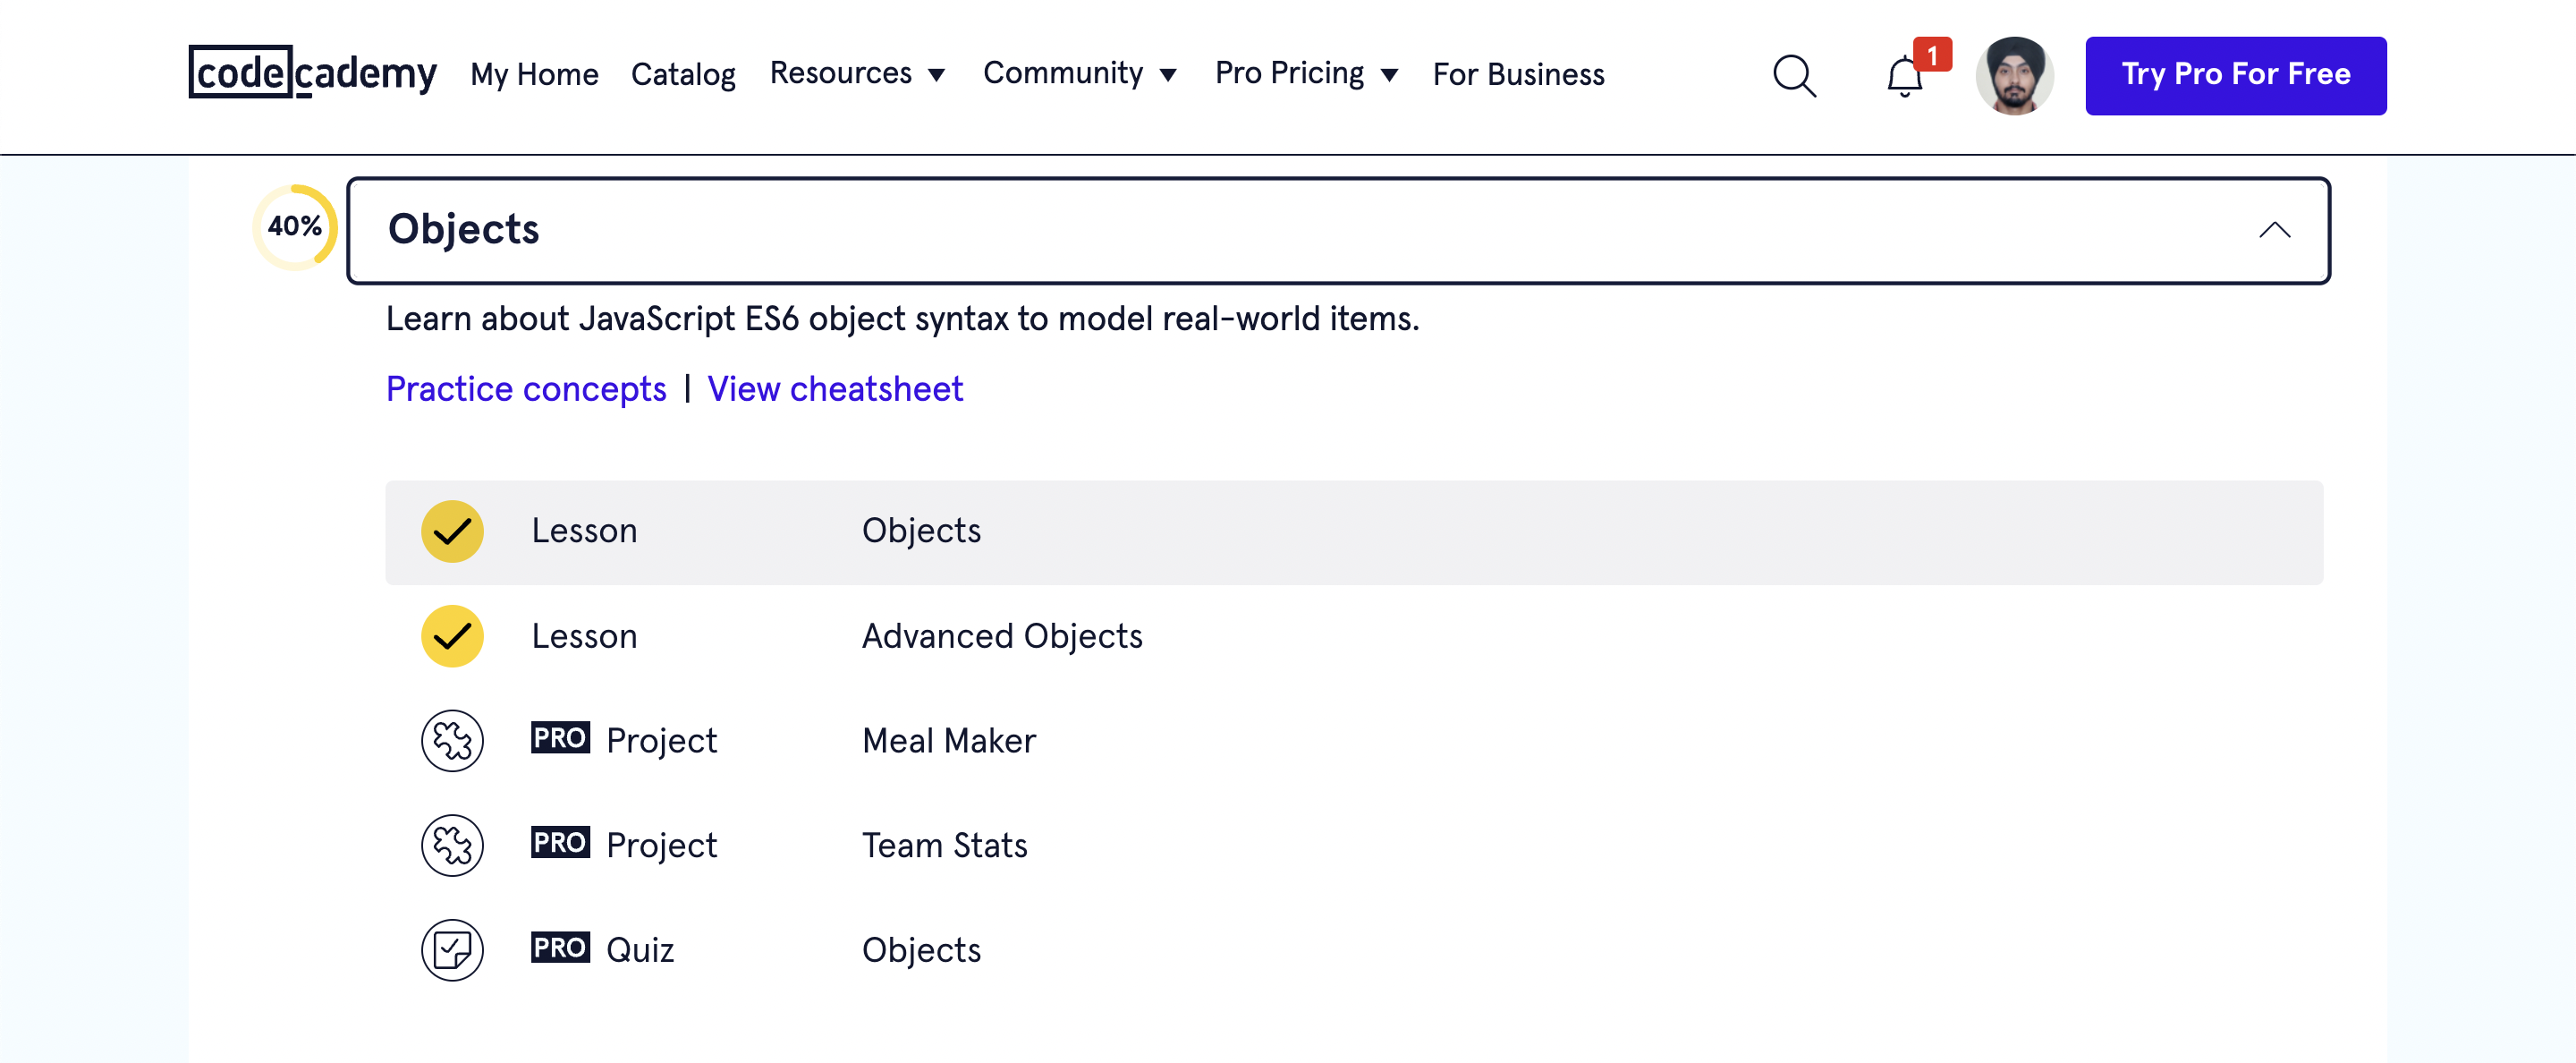 codecademy My Home Catalog Resources Community Pro Pricing For Business 1 Try Pro For Free
40% Objects
Learn about JavaScript ES6 object syntax to model real-world items.
Practice concepts | View cheatsheet
Lesson Objects
Lesson Advanced Objects
PRO Project Meal Maker
PRO Project Team Stats
PRO Quiz Objects